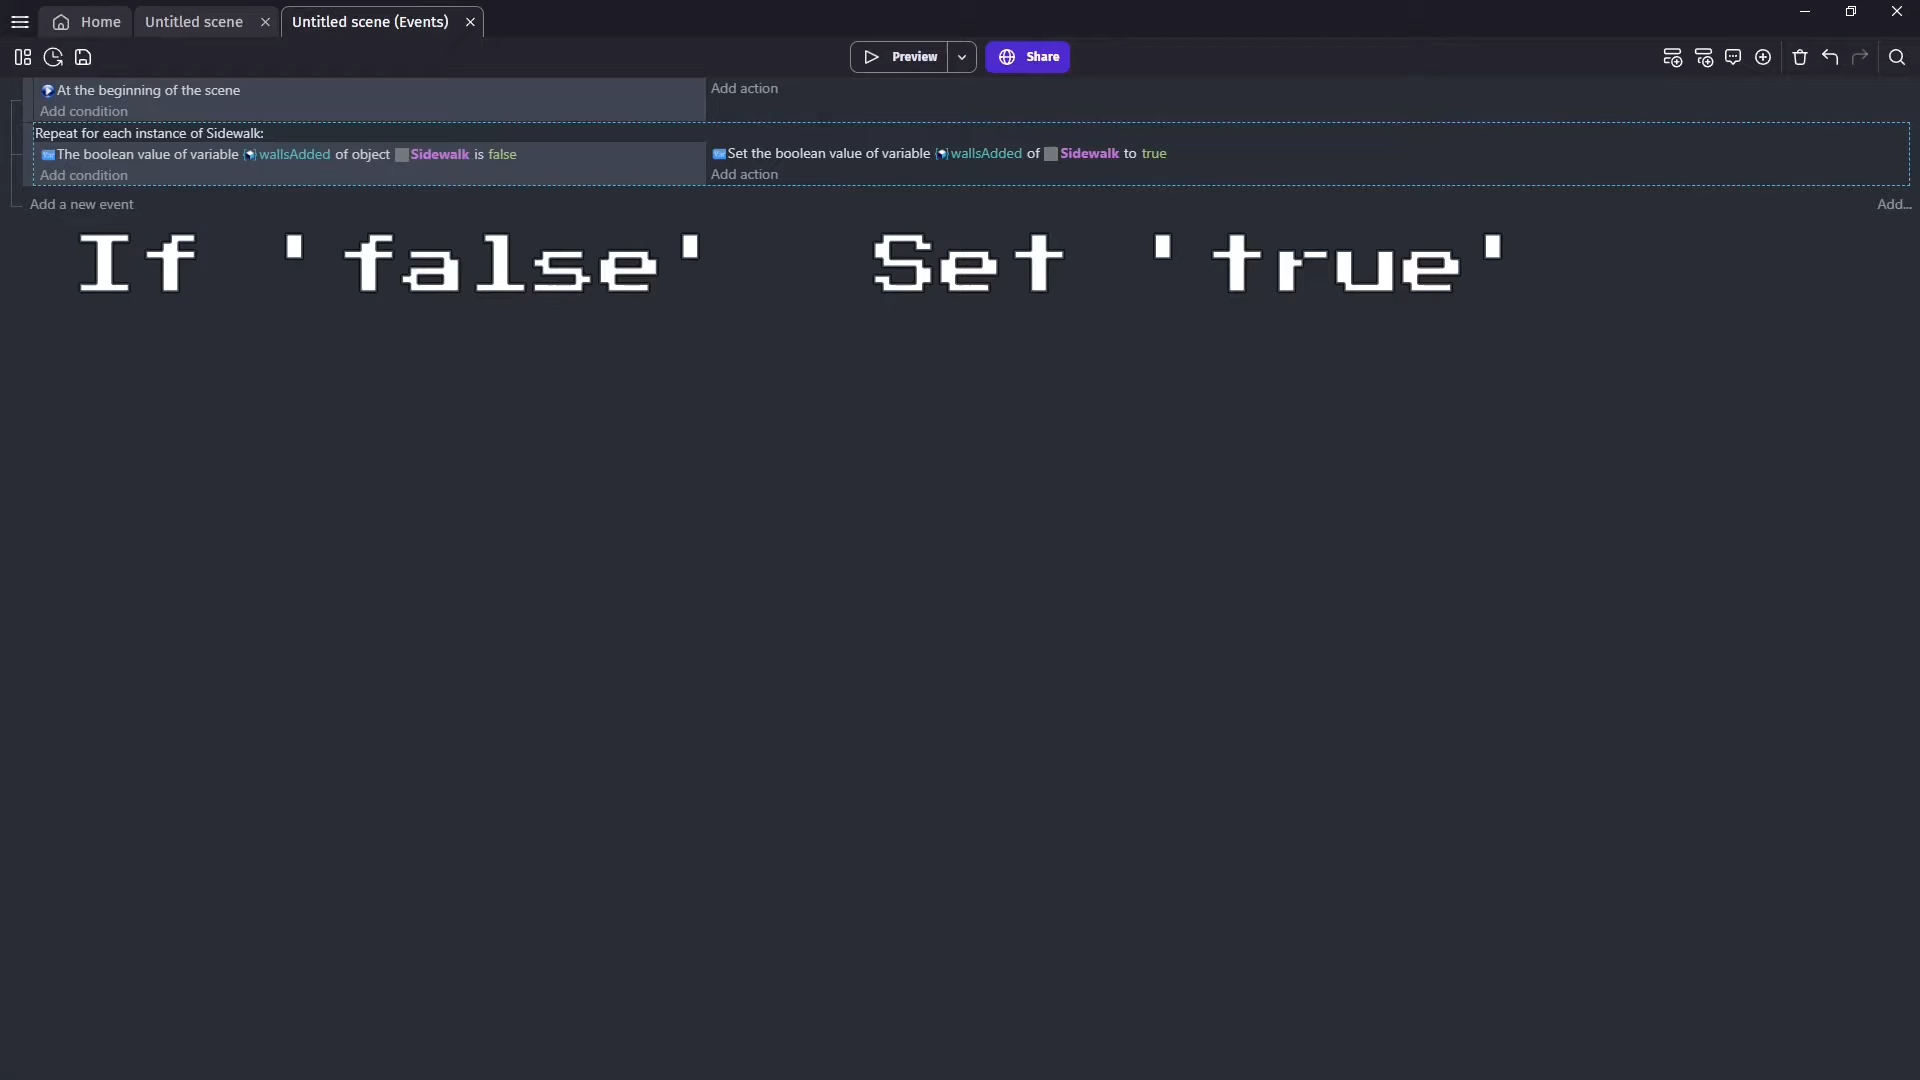 Home
Untitled scene
Untitled scene (Events)
Preview
Share
At the beginning of the scene
Add action
Add condition
Repeat for each instance of Sidewalk:
The boolean value of variable wallsAdded of object Sidewalk is false
Set the boolean value of variable wallsAdded of Sidewalk to true
Add condition
Add action
Add a new event
Add...
If 'false' Set 'true'